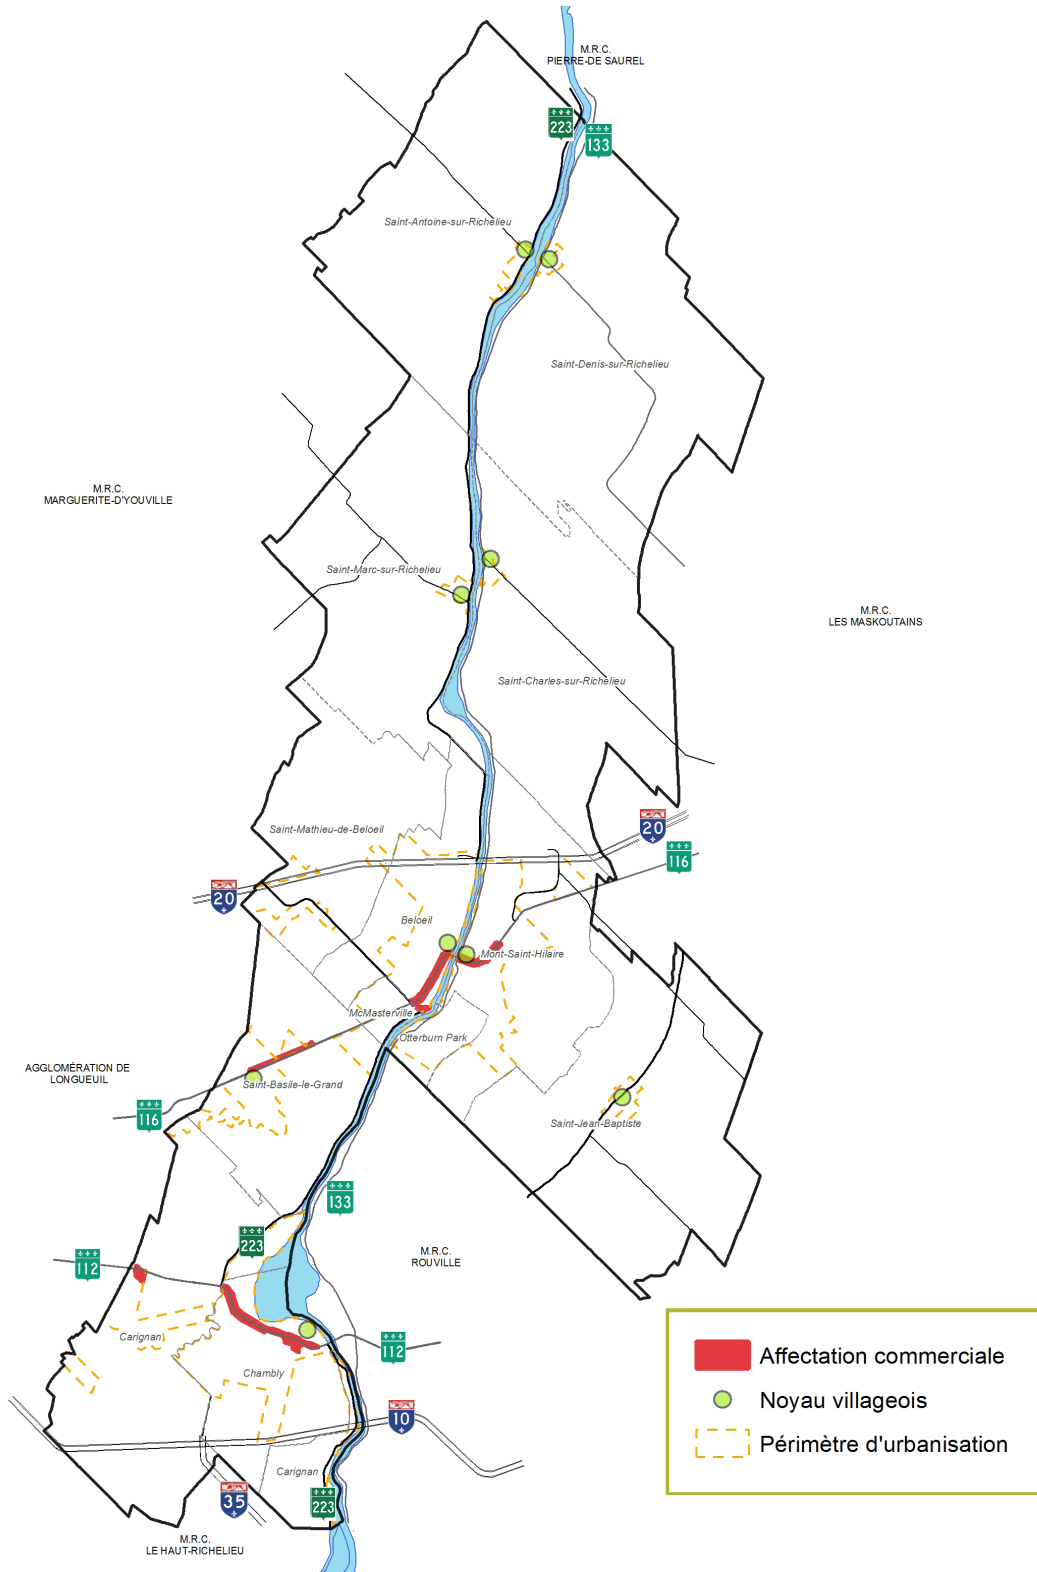 M.R.C.
PIERRE-DE SAUREL
223
133
Saint-Antoine-sur-Richelieu
Saint-Denis-sur-Richelieu
M.R.C.
MARGUERITE-D'YOUVILLE
Saint-Marc-sur-Richelieu
M.R.C.
LES MASKOUTAINS
Saint-Charles-sur-Richelieu
Saint-Mathieu-de-Beloeil
20
116
20
Beloeil
Mont-Saint-Hilaire
McMasterville
Otterburn Park
AGGLOMÉRATION DE
LONGUEUIL
Saint-Basile-le-Grand
116
Saint-Jean-Baptiste
133
223
112
M.R.C.
ROUVILLE
Carignan
112
Chambly
10
Carignan
35
223
M.R.C.
LE HAUT-RICHELIEU
Affectation commerciale
Noyau villageois
Périmètre d'urbanisation